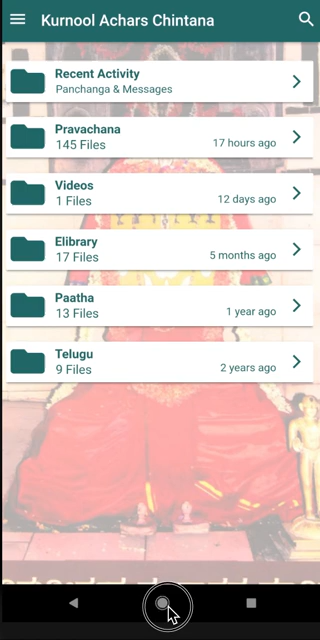 Kurnool Achars Chintana
Recent Activity
Panchanga & Messages
Pravachana
145 Files
17 hours ago
Videos
1 Files
12 days ago
Elibrary
17 Files
5 months ago
Paatha
13 Files
1 year ago
Telugu
9 Files
2 years ago